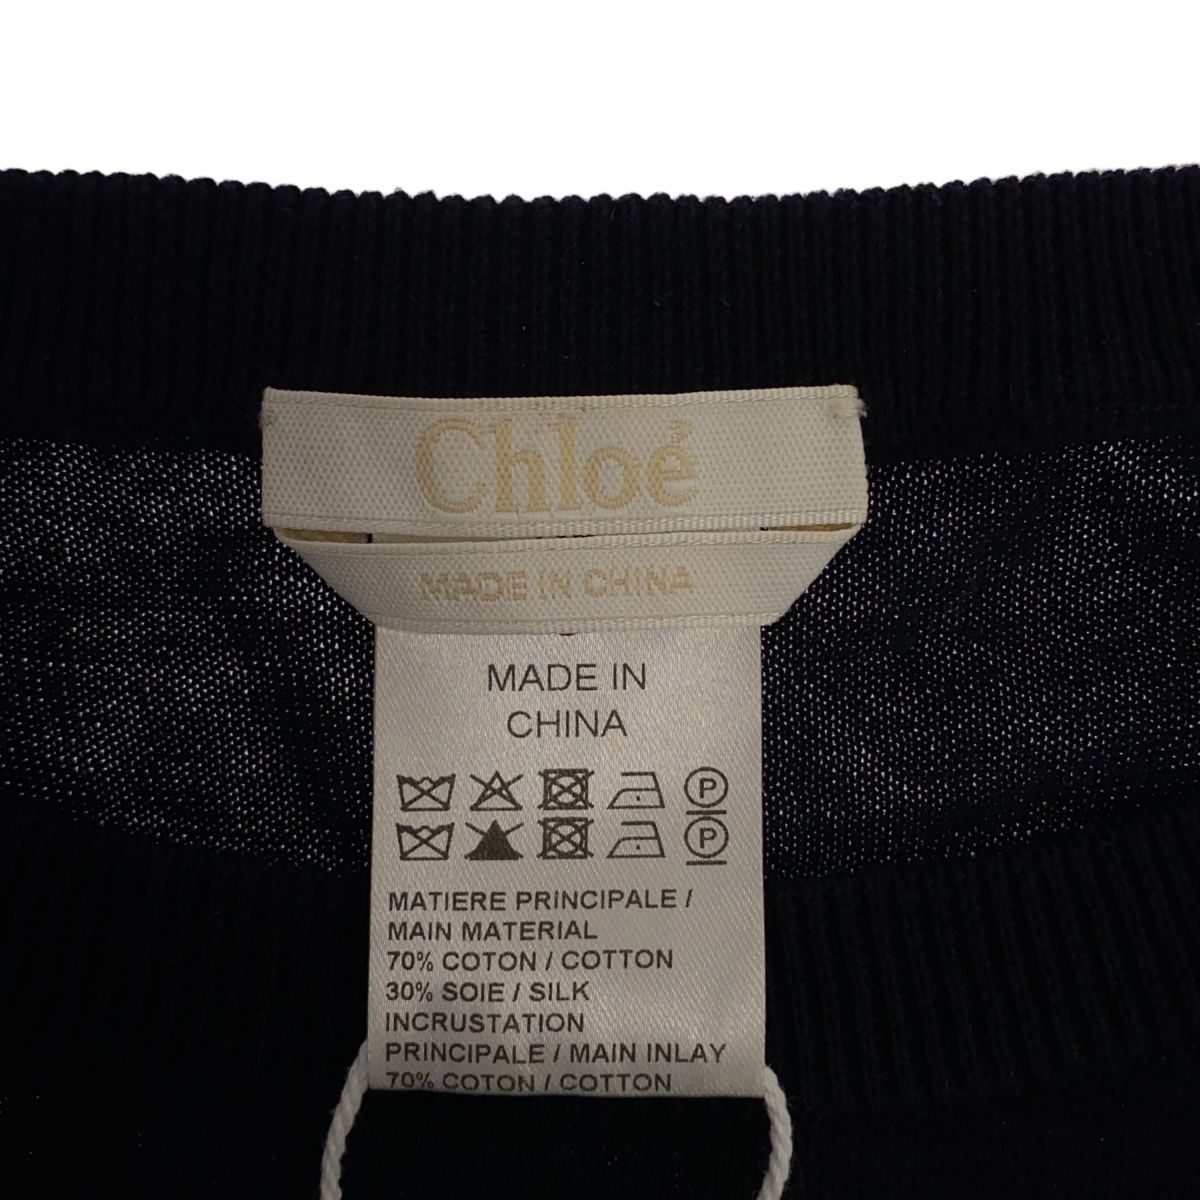 Chloé
MADE IN CHINA
MADE IN
CHINA
P
P
MATIERE PRINCIPALE /
MAIN MATERIAL
70% COTON / COTTON
30% SOIE / SILK
INCRUSTATION
PRINCIPALE / MAIN INLAY
70% COTON / COTTON